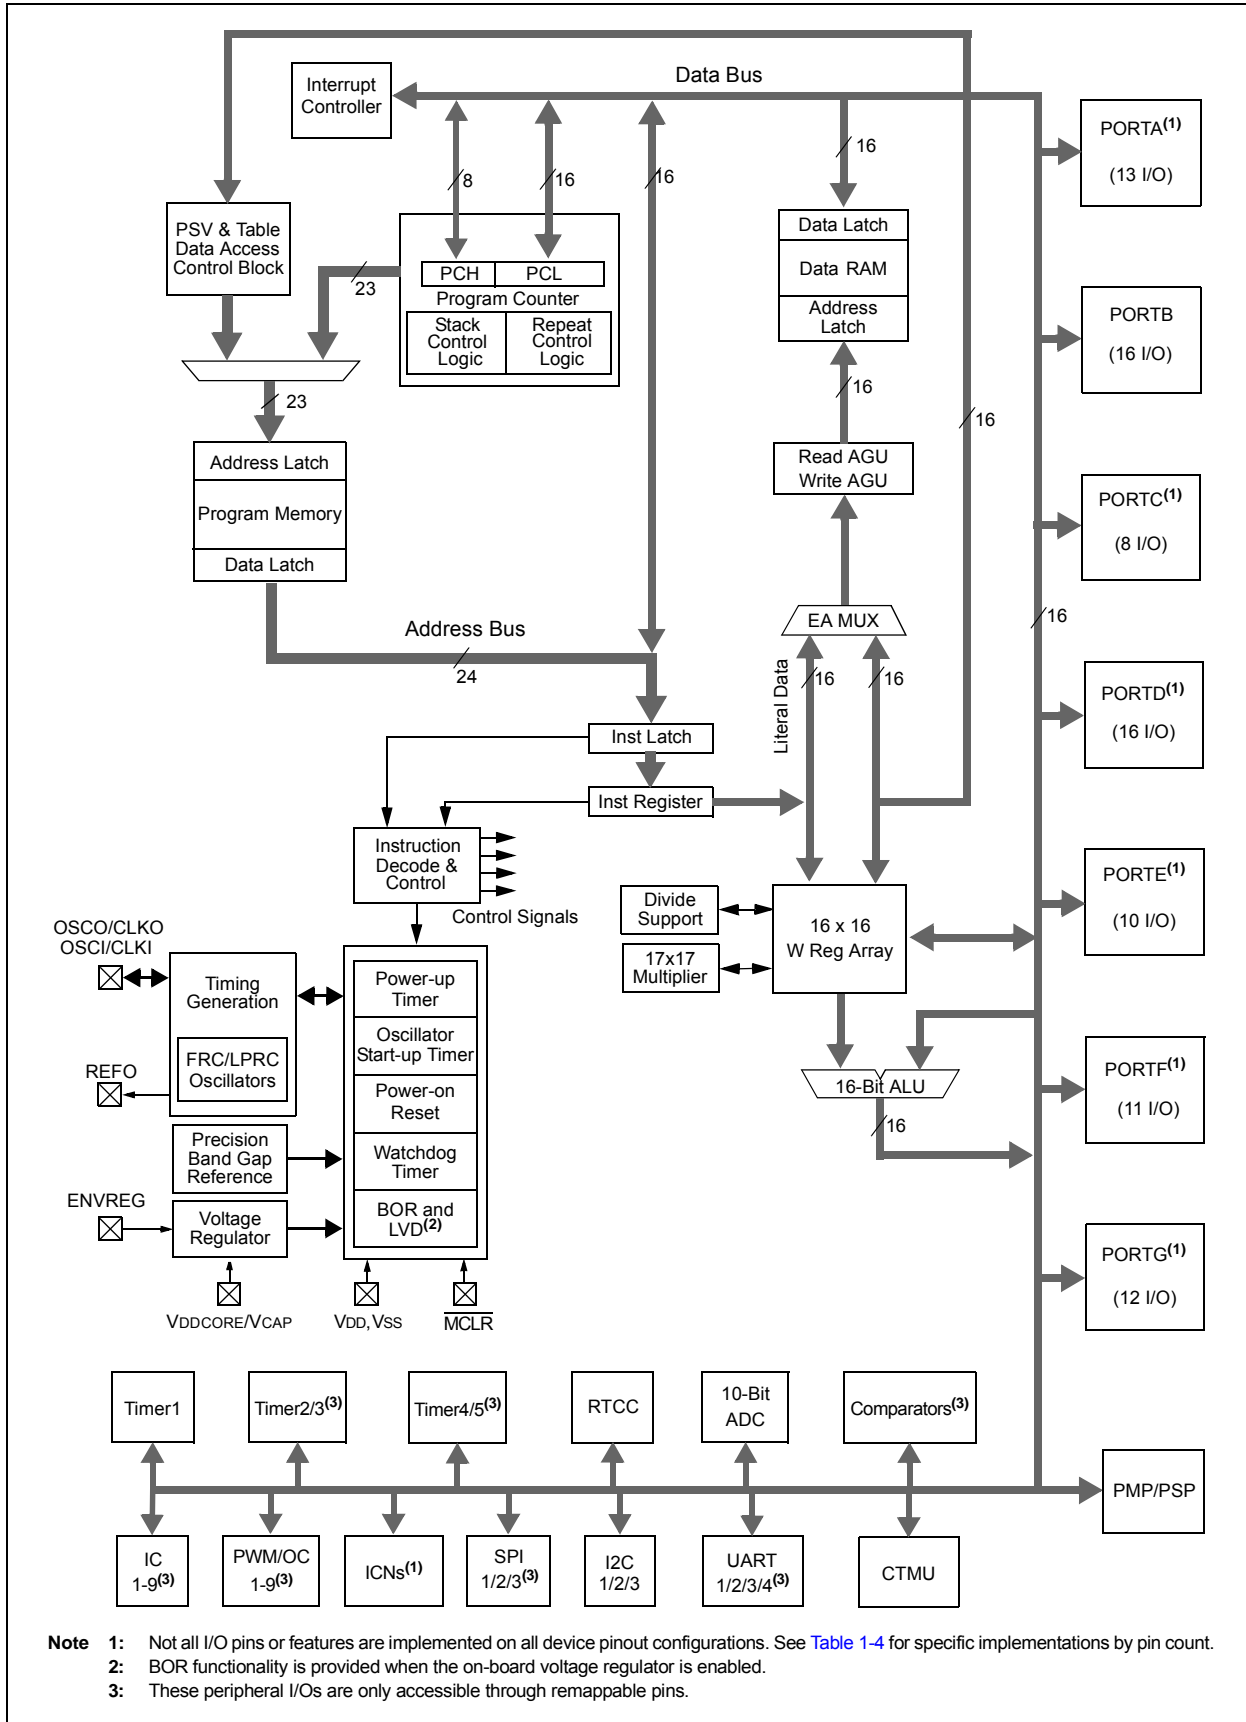 Data Bus
Interrupt
Controller
8
16
16
16
PORTA(1)
(13 I/O)
PSV & Table
Data Access
Control Block
23
PCH
PCL
Program Counter
Stack
Control
Logic
Repeat
Control
Logic
Data Latch
Data RAM
Address
Latch
PORTB
(16 I/O)
23
16
16
Address Latch
Program Memory
Data Latch
Read AGU
Write AGU
PORTC(1)
(8 I/O)
Address Bus
24
EA MUX
16
Literal Data
16
16
PORTD(1)
(16 I/O)
Inst Latch
Inst Register
Instruction
Decode &
Control
Control Signals
Divide
Support
17x17
Multiplier
16 x 16
W Reg Array
PORTE(1)
(10 I/O)
OSCO/CLKO
OSCI/CLKI
Timing
Generation
FRC/LPRC
Oscillators
REFO
Power-up
Timer
Oscillator
Start-up Timer
Power-on
Reset
Watchdog
Timer
BOR and
LVD(2)
16-Bit ALU
16
PORTF(1)
(11 I/O)
Precision
Band Gap
Reference
ENVREG
Voltage
Regulator
VDDCORE/VCAP
VDD, VSS
MCLR
PORTG(1)
(12 I/O)
Timer1
Timer2/3(3)
Timer4/5(3)
RTCC
10-Bit
ADC
Comparators(3)
PMP/PSP
IC
1-9(3)
PWM/OC
1-9(3)
ICNs(1)
SPI
1/2/3(3)
I2C
1/2/3
UART
1/2/3/4(3)
CTMU
Note 1: Not all I/O pins or features are implemented on all device pinout configurations. See Table 1-4 for specific implementations by pin count.
2: BOR functionality is provided when the on-board voltage regulator is enabled.
3: These peripheral I/Os are only accessible through remappable pins.